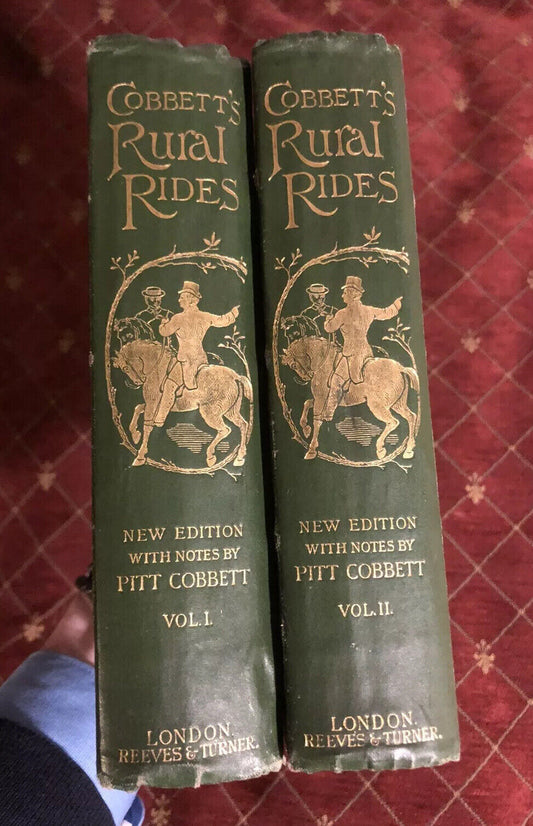 COBBETT'S
Rural
RIDES
NEW EDITION
WITH NOTES BY
PITT COBBETT
VOL. I.
LONDON.
REEVES & TURNER.
COBBETT'S
Rural
RIDES
NEW EDITION
WITH NOTES BY
PITT COBBETT
VOL. II.
LONDON.
REEVES & TURNER.